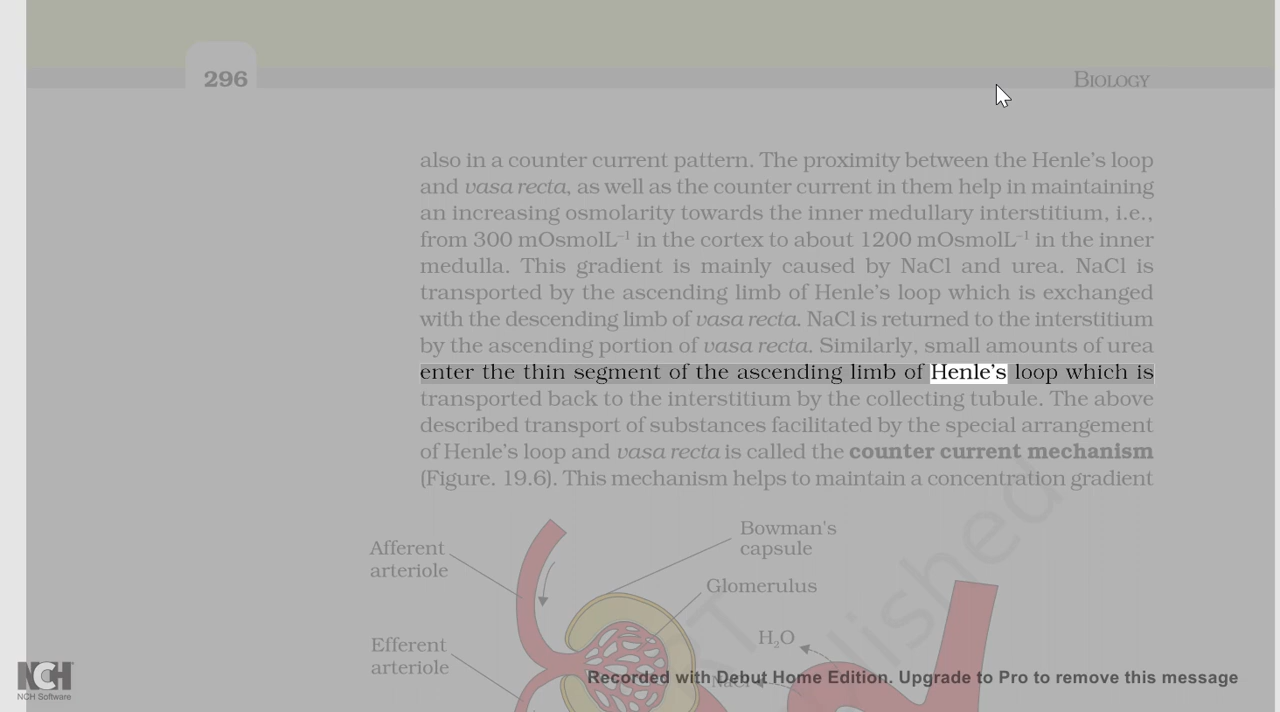 296
BIOLOGY
also in a counter current pattern. The proximity between the Henle's loop
and vasa recta, as well as the counter current in them help in maintaining
an increasing osmolarity towards the inner medullary interstitium, i.e.,
from 300 mOsmolL⁻¹ in the cortex to about 1200 mOsmolL⁻¹ in the inner
medulla. This gradient is mainly caused by NaCl and urea. NaCl is
transported by the ascending limb of Henle's loop which is exchanged
with the descending limb of vasa recta. NaCl is returned to the interstitium
by the ascending portion of vasa recta. Similarly, small amounts of urea
enter the thin segment of the ascending limb of Henle's loop which is
transported back to the interstitium by the collecting tubule. The above
described transport of substances facilitated by the special arrangement
of Henle's loop and vasa recta is called the counter current mechanism
(Figure. 19.6). This mechanism helps to maintain a concentration gradient
Bowman's
capsule
Afferent
arteriole
Glomerulus
H₂O
Efferent
arteriole
NaCl
NCH
NCH Software
Recorded with Debut Home Edition. Upgrade to Pro to remove this message